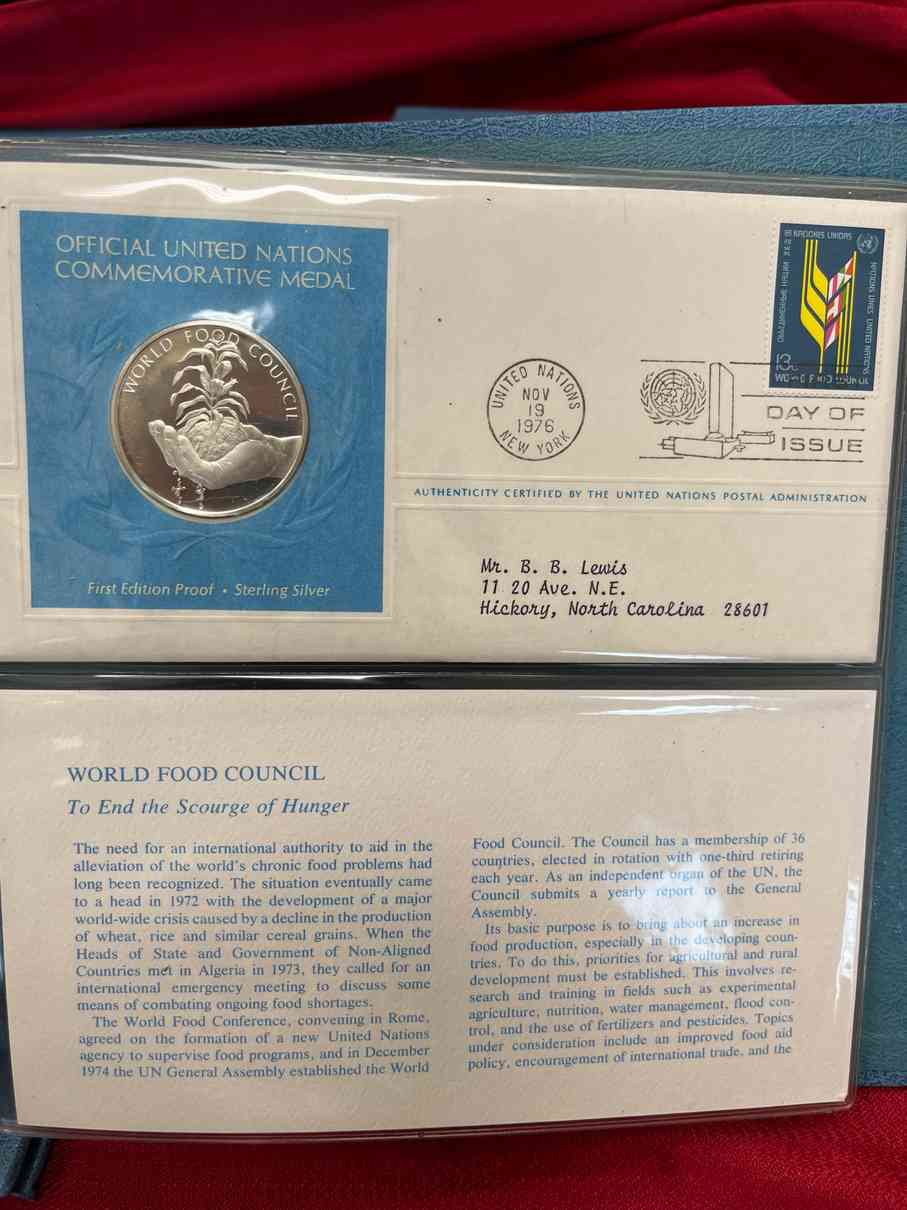 OFFICIAL UNITED NATIONS
COMMEMORATIVE MEDAL
WORLD FOOD COUNCIL
First Edition Proof • Sterling Silver
NACIONES UNIDAS
NATIONS UNIES UNITED NATIONS
13c
UNITED NATIONS
NOV
19
1976
NEW YORK
DAY OF
ISSUE
AUTHENTICITY CERTIFIED BY THE UNITED NATIONS POSTAL ADMINISTRATION
Mr. B. B. Lewis
11 20 Ave. N.E.
Hickory, North Carolina 28601
WORLD FOOD COUNCIL
To End the Scourge of Hunger
The need for an international authority to aid in the
alleviation of the world's chronic food problems had
long been recognized. The situation eventually came
to a head in 1972 with the development of a major
world-wide crisis caused by a decline in the production
of wheat, rice and similar cereal grains. When the
Heads of State and Government of Non-Aligned
Countries met in Algeria in 1973, they called for an
international emergency meeting to discuss some
means of combating ongoing food shortages.
The World Food Conference, convening in Rome,
agreed on the formation of a new United Nations
agency to supervise food programs, and in December
1974 the UN General Assembly established the World
Food Council. The Council has a membership of 36
countries, elected in rotation with one-third retiring
each year. As an independent organ of the UN, the
Council submits a yearly report to the General
Assembly.
Its basic purpose is to bring about an increase in
food production, especially in the developing coun-
tries. To do this, priorities for agricultural and rural
development must be established. This involves re-
search and training in fields such as experimental
agriculture, nutrition, water management, flood con-
trol, and the use of fertilizers and pesticides. Topics
under consideration include an improved food aid
policy, encouragement of international trade, and the